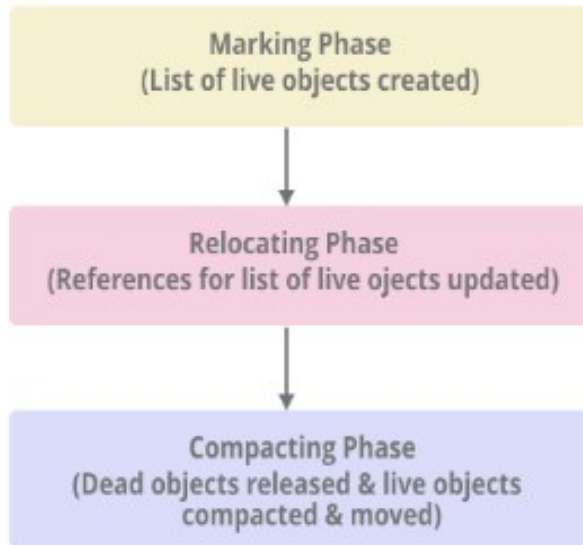 Marking Phase
(List of live objects created)
Relocating Phase
(References for list of live ojects updated)
Compacting Phase
(Dead objects released & live objects
compacted & moved)